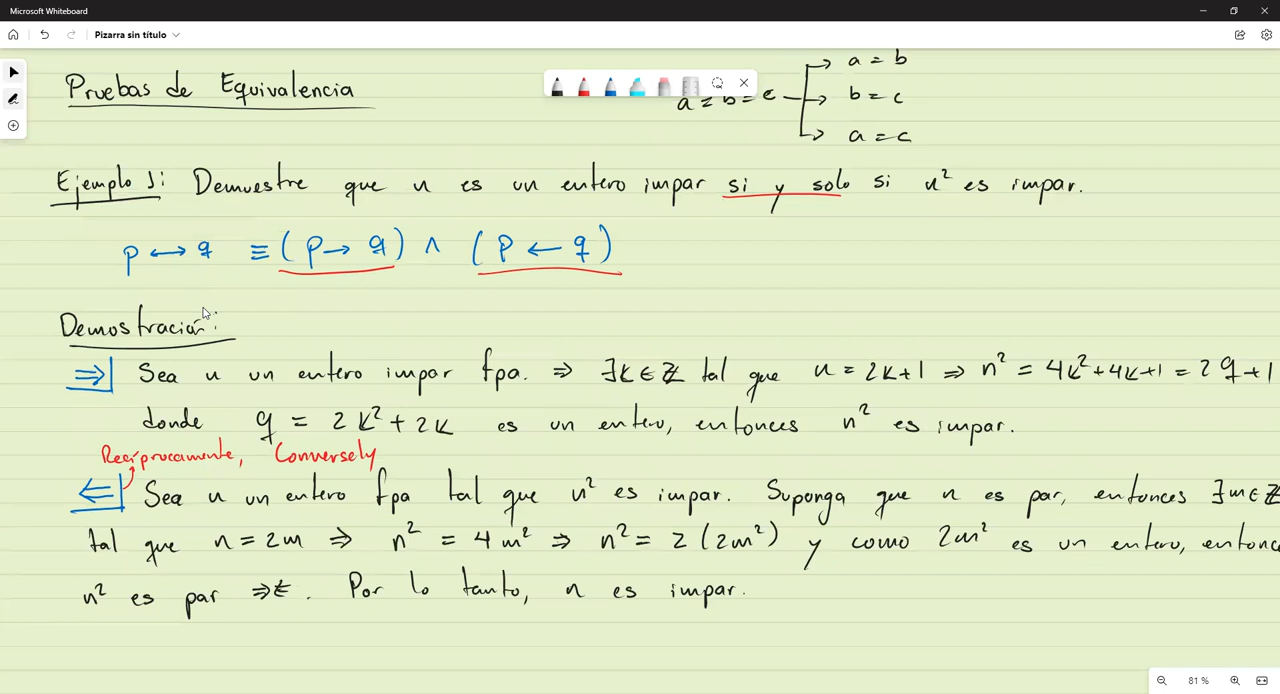 Microsoft Whiteboard
Pizarra sin título
Pruebas de Equivalencia
a = b = c
a = b
b = c
a = c
Ejemplo 1: Demuestre que n es un entero impar si y solo si n² es impar.
p ↔ q ≡ (p → q) ∧ (p ← q)
Demostración:
⇒ Sea n un entero impar fpa. ⇒ ∃k∈ℤ tal que n = 2k+1 ⇒ n² = 4k²+4k+1 = 2q+1
donde q = 2k²+2k es un entero, entonces n² es impar.
Recíprocamente, Conversely
⇐ Sea n un entero fpa tal que n² es impar. Suponga que n es par, entonces ∃m∈ℤ
tal que n = 2m ⇒ n² = 4m² ⇒ n² = 2(2m²) y como 2m² es un entero, entonc
n² es par ⇒⇐. Por lo tanto, n es impar.
81 %